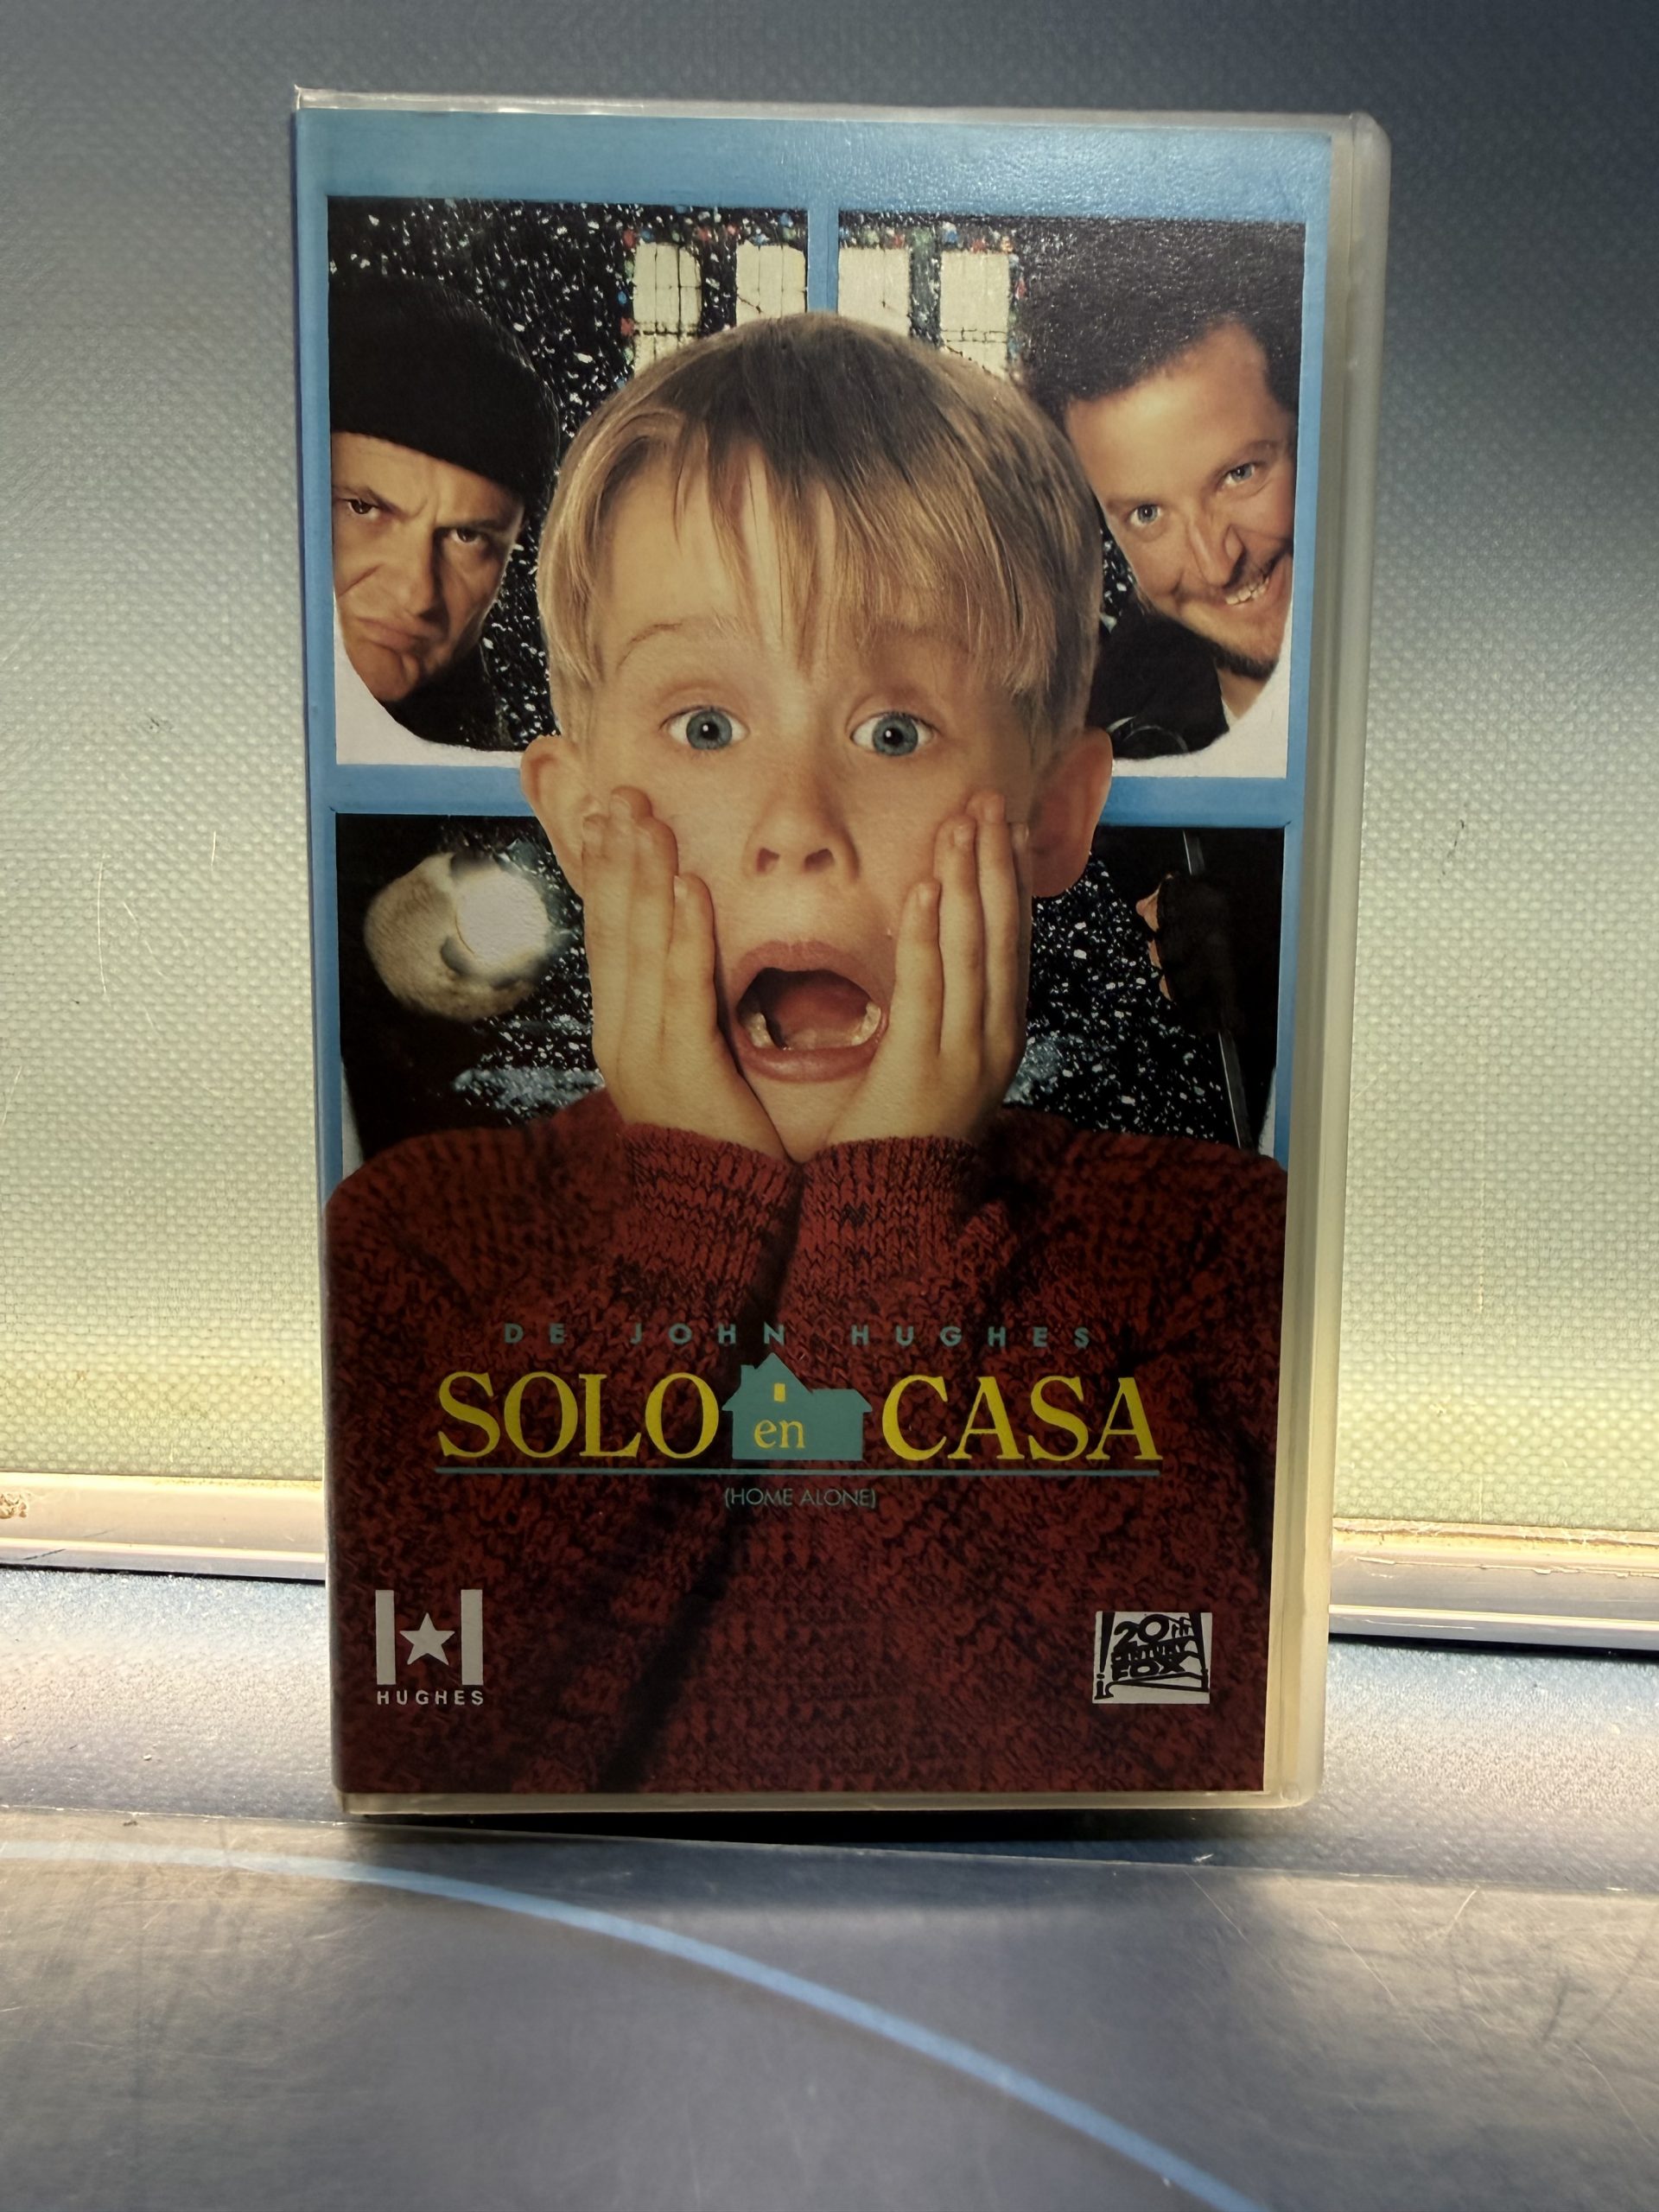 DE JOHN HUGHES
SOLO en CASA
(HOME ALONE)
HUGHES
20TH
CENTURY
FOX